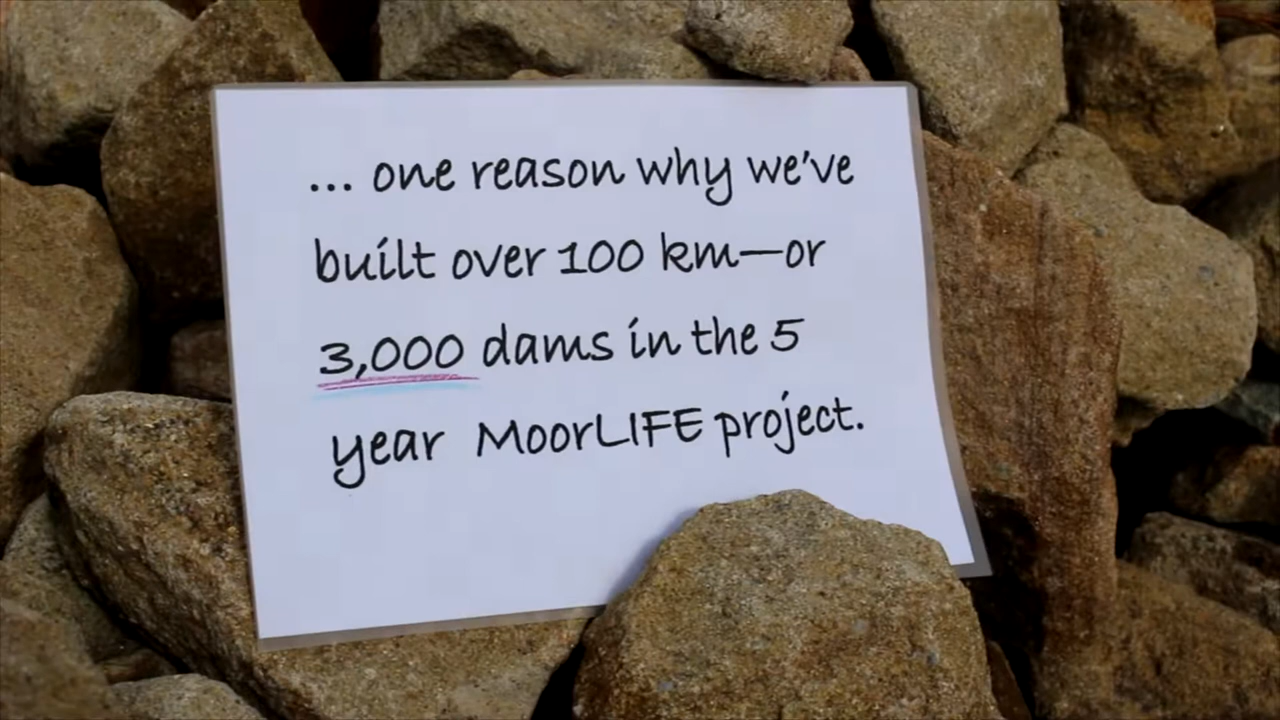 ... one reason why we've
built over 100 km—or
3,000 dams in the 5
year MoorLIFE project.